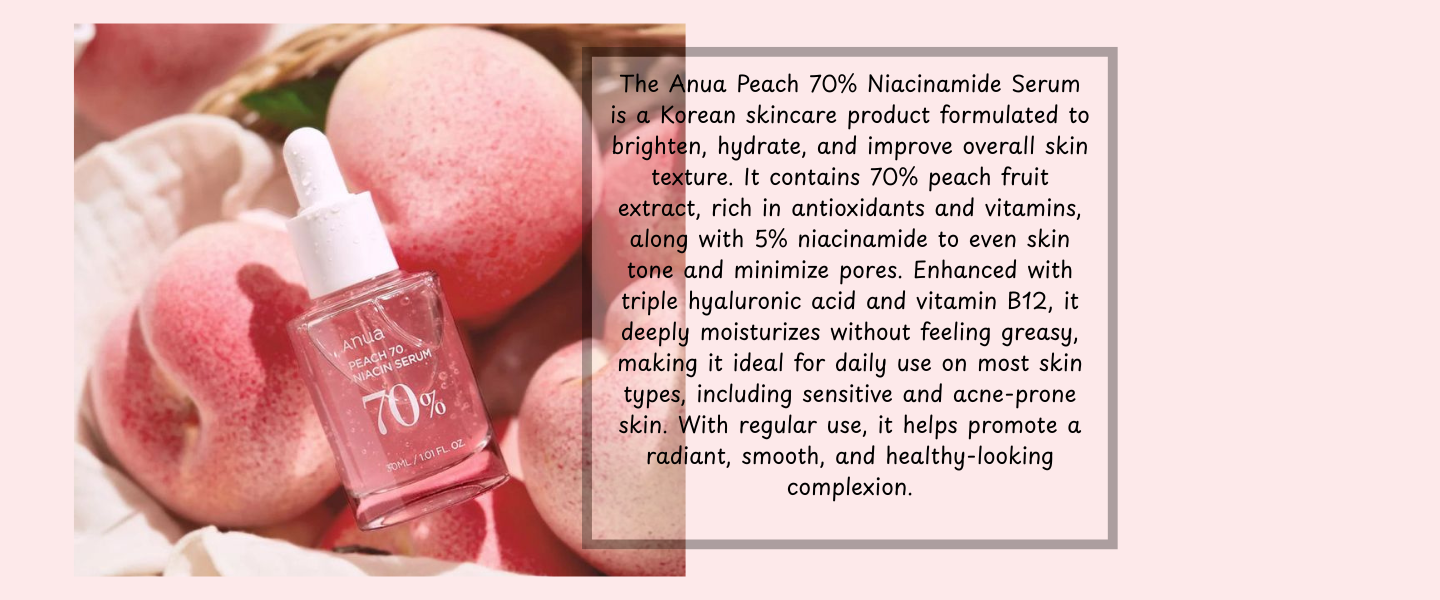 Anua
PEACH 70
NIACIN SERUM
70%
30ML / 1.01 FL. OZ.
The Anua Peach 70% Niacinamide Serum
is a Korean skincare product formulated to
brighten, hydrate, and improve overall skin
texture. It contains 70% peach fruit
extract, rich in antioxidants and vitamins,
along with 5% niacinamide to even skin
tone and minimize pores. Enhanced with
triple hyaluronic acid and vitamin B12, it
deeply moisturizes without feeling greasy,
making it ideal for daily use on most skin
types, including sensitive and acne-prone
skin. With regular use, it helps promote a
radiant, smooth, and healthy-looking
complexion.